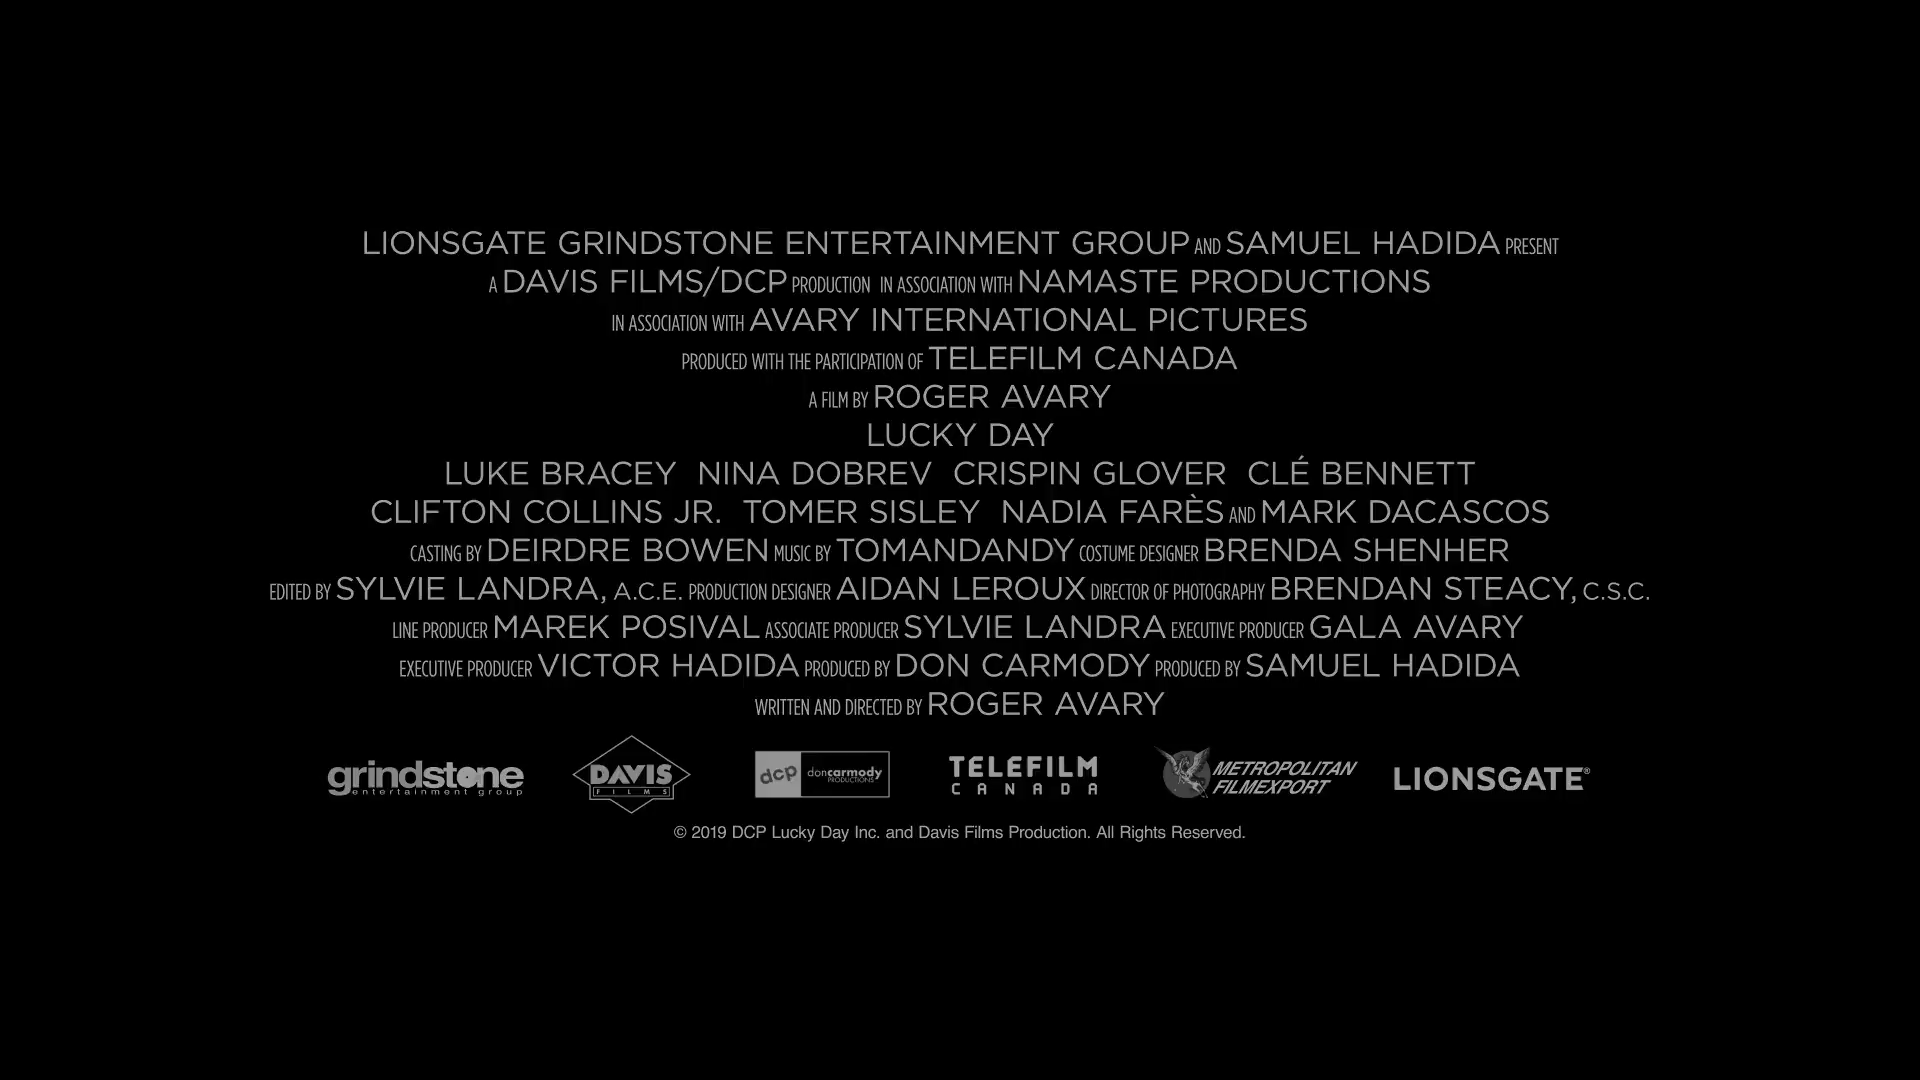 LIONSGATE GRINDSTONE ENTERTAINMENT GROUP AND SAMUEL HADIDA PRESENT
A DAVIS FILMS/DCP PRODUCTION IN ASSOCIATION WITH NAMASTE PRODUCTIONS
IN ASSOCIATION WITH AVARY INTERNATIONAL PICTURES
PRODUCED WITH THE PARTICIPATION OF TELEFILM CANADA
A FILM BY ROGER AVARY
LUCKY DAY
LUKE BRACEY NINA DOBREV CRISPIN GLOVER CLÉ BENNETT
CLIFTON COLLINS JR. TOMER SISLEY NADIA FARÈS AND MARK DACASCOS
CASTING BY DEIRDRE BOWEN MUSIC BY TOMANDANDY COSTUME DESIGNER BRENDA SHENHER
EDITED BY SYLVIE LANDRA, A.C.E. PRODUCTION DESIGNER AIDAN LEROUX DIRECTOR OF PHOTOGRAPHY BRENDAN STEACY, C.S.C.
LINE PRODUCER MAREK POSIVAL ASSOCIATE PRODUCER SYLVIE LANDRA EXECUTIVE PRODUCER GALA AVARY
EXECUTIVE PRODUCER VICTOR HADIDA PRODUCED BY DON CARMODY PRODUCED BY SAMUEL HADIDA
WRITTEN AND DIRECTED BY ROGER AVARY
grindstone
entertainment group
DAVIS
FILMS
dcp doncarmody
PRODUCTIONS
TELEFILM
CANADA
METROPOLITAN
FILMEXPORT
LIONSGATE®
© 2019 DCP Lucky Day Inc. and Davis Films Production. All Rights Reserved.